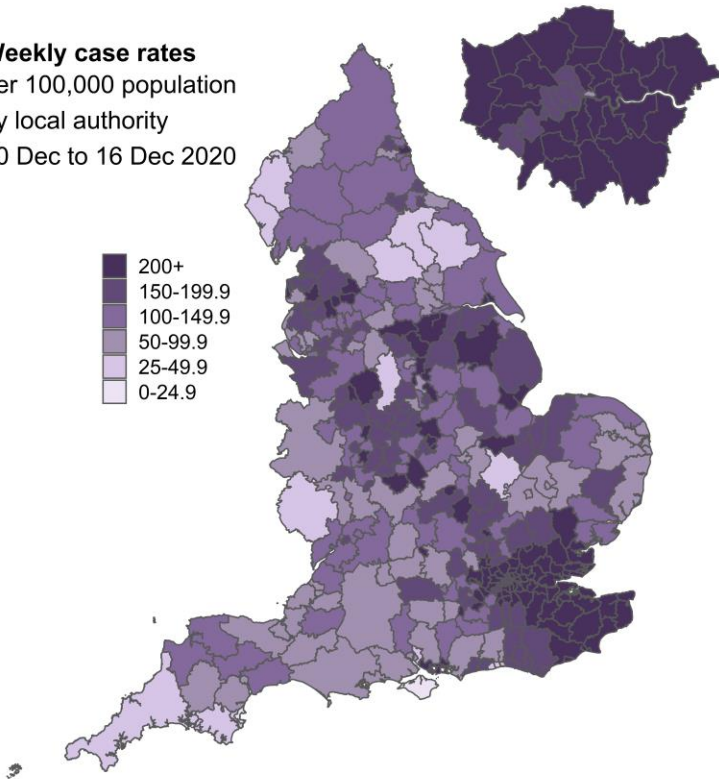 Weekly case rates
er 100,000 population
y local authority
0 Dec to 16 Dec 2020
200+
150-199.9
100-149.9
50-99.9
25-49.9
0-24.9